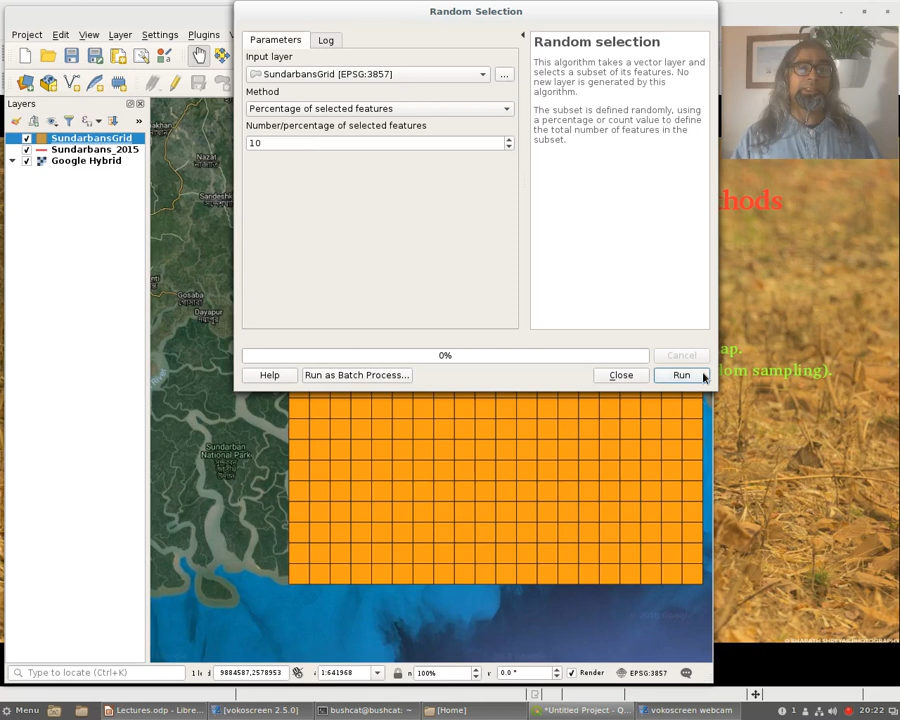 Random Selection
Project Edit View Layer Settings Plugins
Parameters Log
Input layer
SundarbansGrid [EPSG:3857]
...
Method
Percentage of selected features
Number/percentage of selected features
10
Random selection
This algorithm takes a vector layer and
selects a subset of its features. No
new layer is generated by this
algorithm.
The subset is defined randomly, using
a percentage or count value to define
the total number of features in the
subset.
0%
Cancel
Help Run as Batch Process... Close Run
Layers
SundarbansGrid
Sundarbans_2015
Google Hybrid
Nazat
Gosaba
Dayapur
River
Sundarban
National Park
hods
ap.
lom sampling).
Type to locate (Ctrl+K)
9884587,2578953
1:641968
100%
0.0 °
Render
EPSG:3857
Menu
Lectures.odp - Libre...
[vokoscreen 2.5.0]
bushcat@bushcat: ~
[Home]
*Untitled Project - Q...
vokoscreen webcam
1
20:22